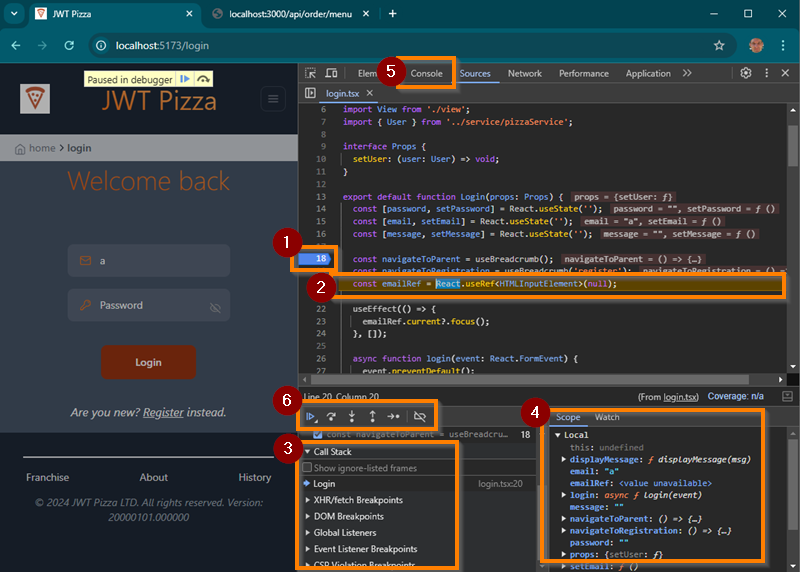 JWT Pizza
localhost:3000/api/order/menu
localhost:5173/login
Paused in debugger
JWT Pizza
home > login
Welcome back
a
Password
Login
Are you new? Register instead.
Franchise About History
© 2024 JWT Pizza LTD. All rights reserved. Version:
20000101.000000
5
Elem
Console
Sources
Network
Performance
Application
login.tsx
6 import View from './view';
7 import { User } from '../service/pizzaService';
8
9 interface Props {
10 setUser: (user: User) => void;
11 }
12
13 export default function Login(props: Props) { props = {setUser: ƒ}
14 const [password, setPassword] = React.useState(''); password = "", setPassword = ƒ ()
15 const [email, setEmail] = React.useState(''); email = "a", setEmail = ƒ ()
16 const [message, setMessage] = React.useState(''); message = "", setMessage = ƒ ()
1
18 const navigateToParent = useBreadcrumb(); navigateToParent = () => {…}
const navigateToRegistration = useBreadcrumb('register'); navigateToRegistration = () =>
2
const emailRef = React.useRef<HTMLInputElement>(null);
22 useEffect(() => {
23 emailRef.current?.focus();
24 }, []);
25
26 async function login(event: React.FormEvent) {
27 event.preventDefault();
Line 20, Column 20
(From login.tsx) Coverage: n/a
6
const navigateToParent = useBreadcru… 18
3
Call Stack
Show ignore-listed frames
Login login.tsx:20
XHR/fetch Breakpoints
DOM Breakpoints
Global Listeners
Event Listener Breakpoints
CSP Violation Breakpoints
4
Scope Watch
Local
this: undefined
displayMessage: ƒ displayMessage(msg)
email: "a"
emailRef: <value unavailable>
login: async ƒ login(event)
message: ""
navigateToParent: () => {…}
navigateToRegistration: () => {…}
password: ""
props: {setUser: ƒ}
setEmail: ƒ ()